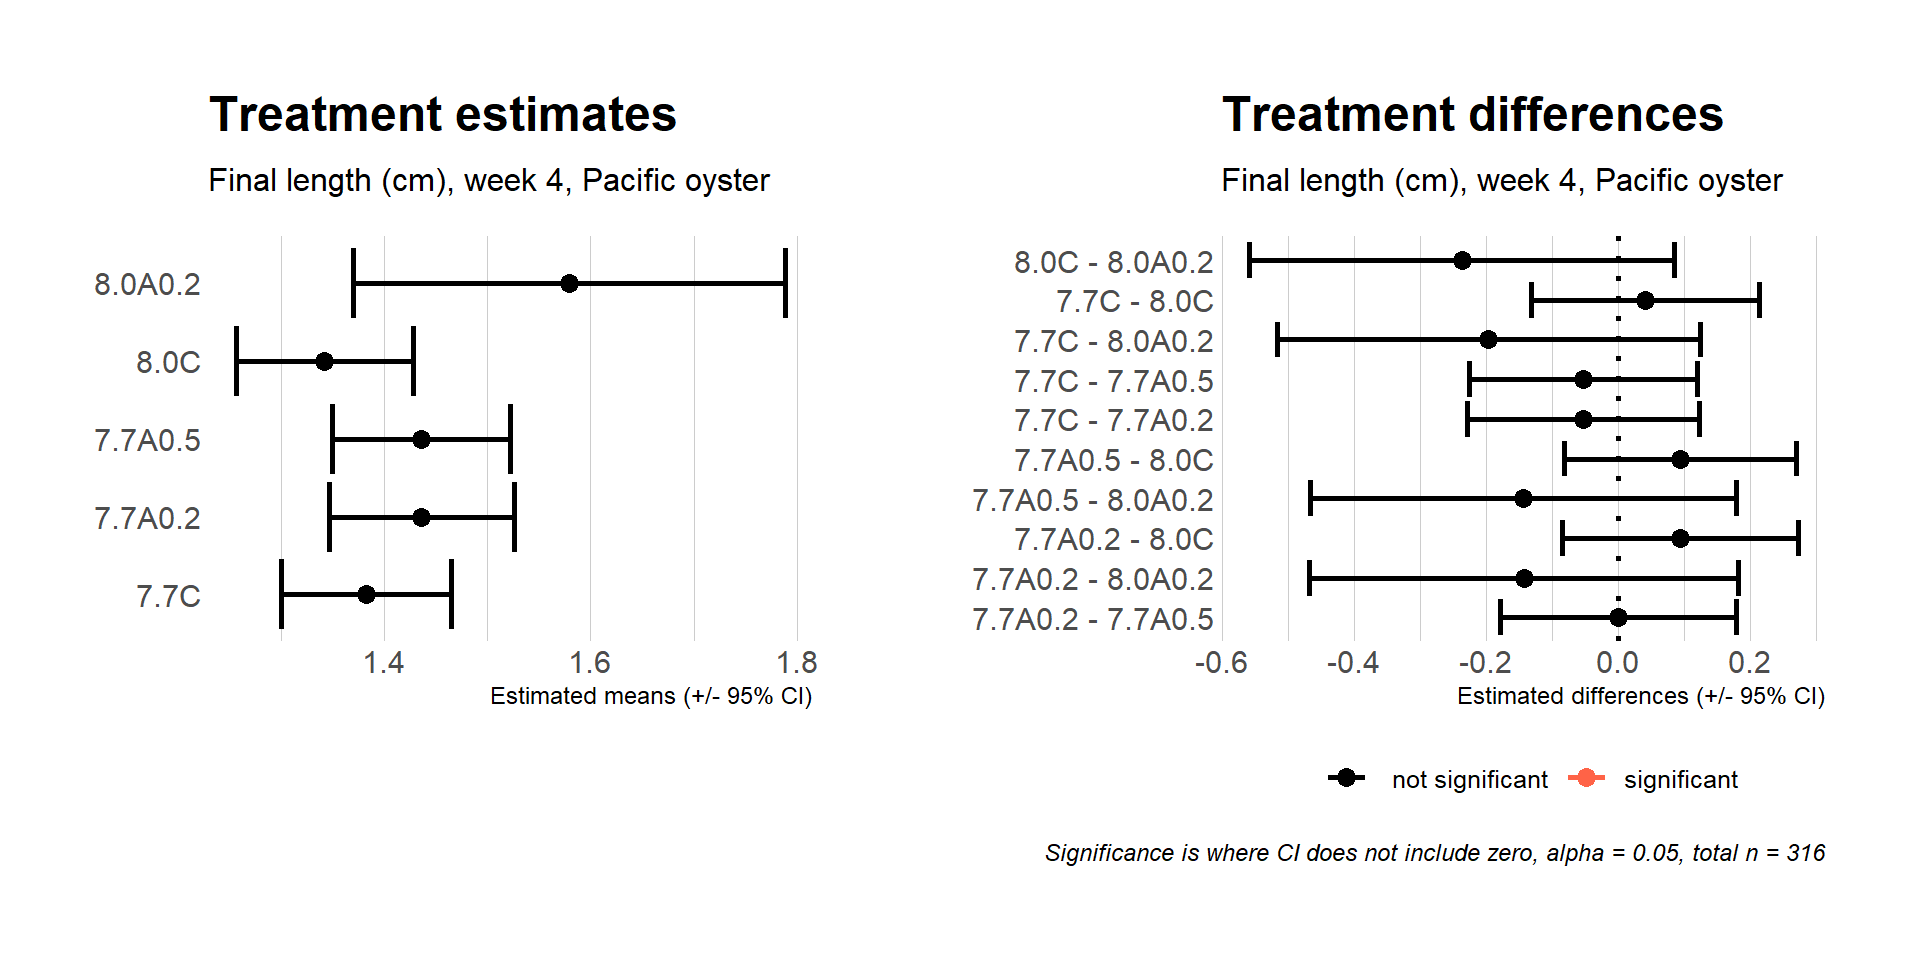 Treatment estimates
Final length (cm), week 4, Pacific oyster
8.0A0.2
8.0C
7.7A0.5
7.7A0.2
7.7C
1.4 1.6 1.8
Estimated means (+/- 95% CI)
Treatment differences
Final length (cm), week 4, Pacific oyster
8.0C - 8.0A0.2
7.7C - 8.0C
7.7C - 8.0A0.2
7.7C - 7.7A0.5
7.7C - 7.7A0.2
7.7A0.5 - 8.0C
7.7A0.5 - 8.0A0.2
7.7A0.2 - 8.0C
7.7A0.2 - 8.0A0.2
7.7A0.2 - 7.7A0.5
-0.6 -0.4 -0.2 0.0 0.2
Estimated differences (+/- 95% CI)
not significant significant
Significance is where CI does not include zero, alpha = 0.05, total n = 316